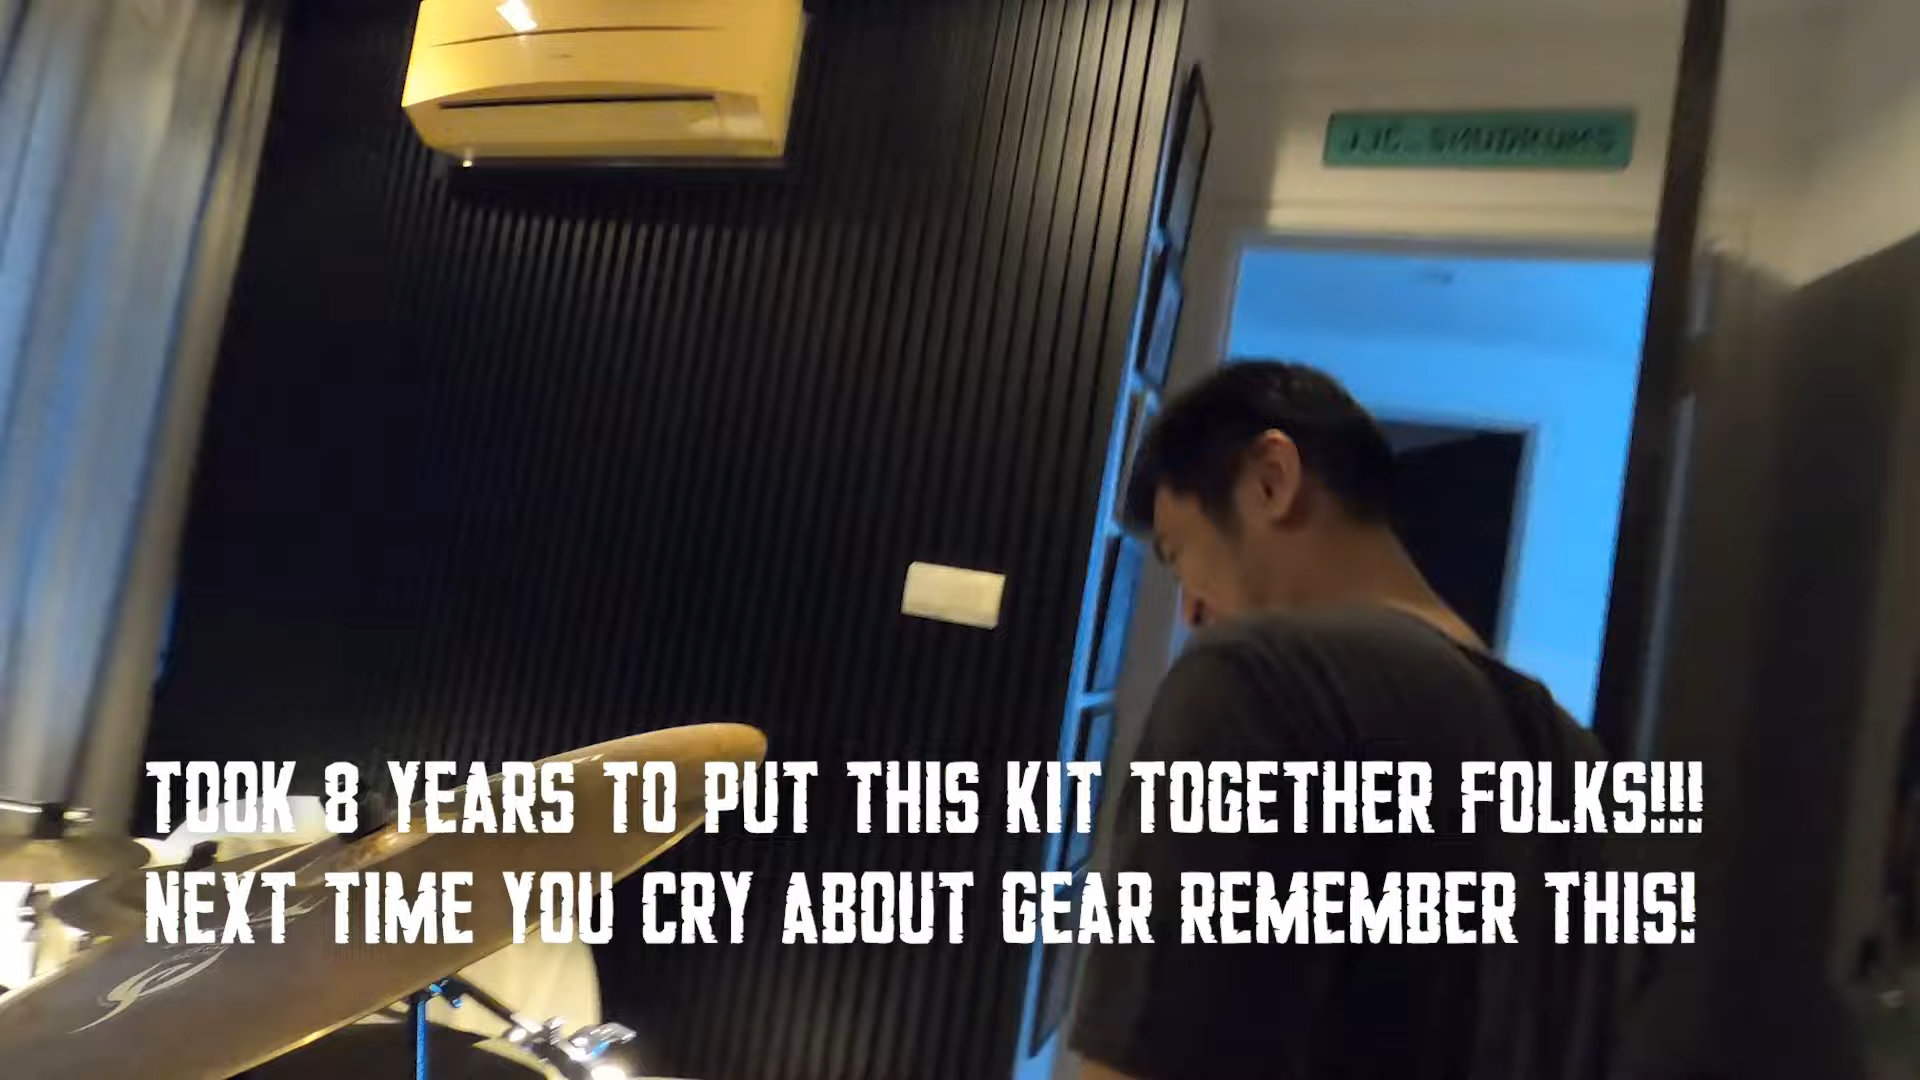 TOOK 8 YEARS TO PUT THIS KIT TOGETHER FOLKS!!!
NEXT TIME YOU CRY ABOUT GEAR REMEMBER THIS!